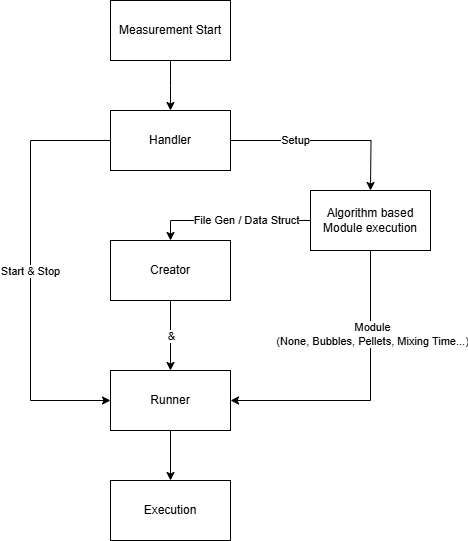 Measurement Start
Handler
Setup
Algorithm based
Module execution
File Gen / Data Struct
Creator
Start & Stop
Module
(None, Bubbles, Pellets, Mixing Time...)
&
Runner
Execution